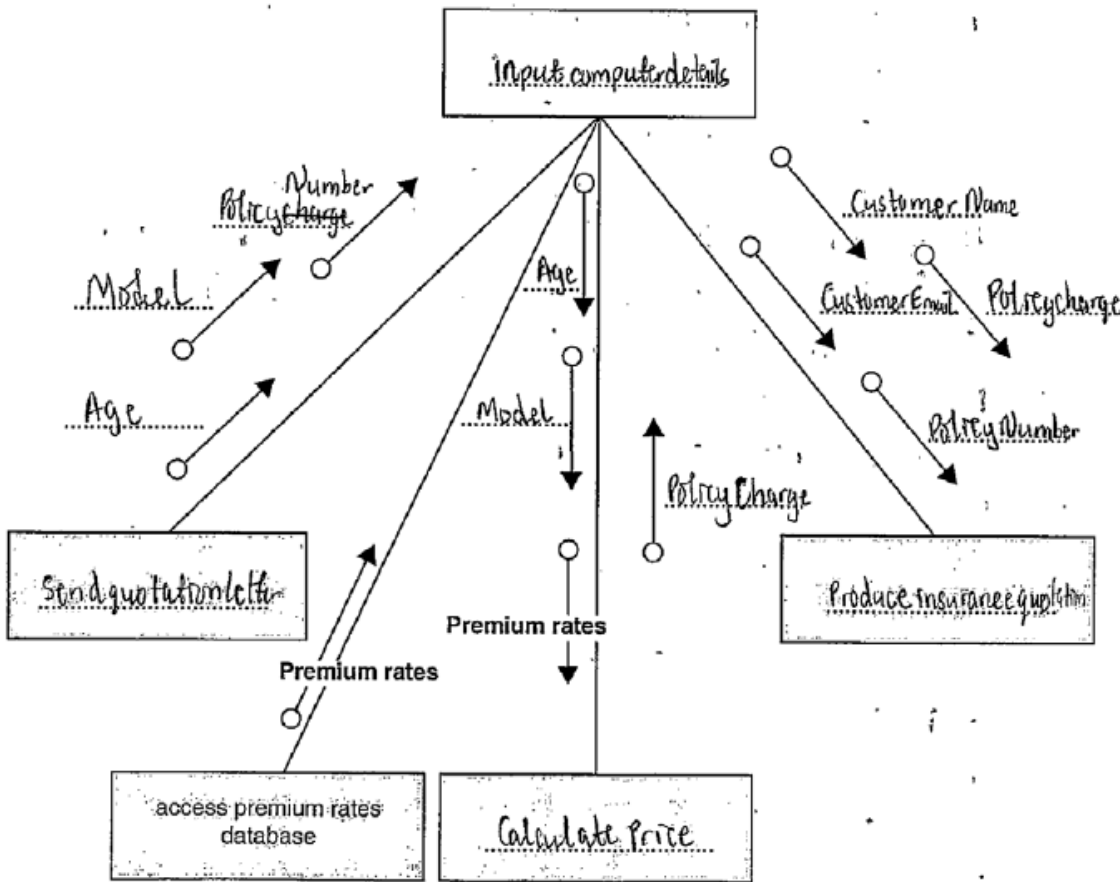 Input computer details
Number
Policy charge
Model
Age
Age
Model
Policy Charge
Customer Name
Customer Email
Policy charge
Policy Number
Send quotation letter
Premium rates
Premium rates
Produce insurance quotation
access premium rates
database
Calculate Price